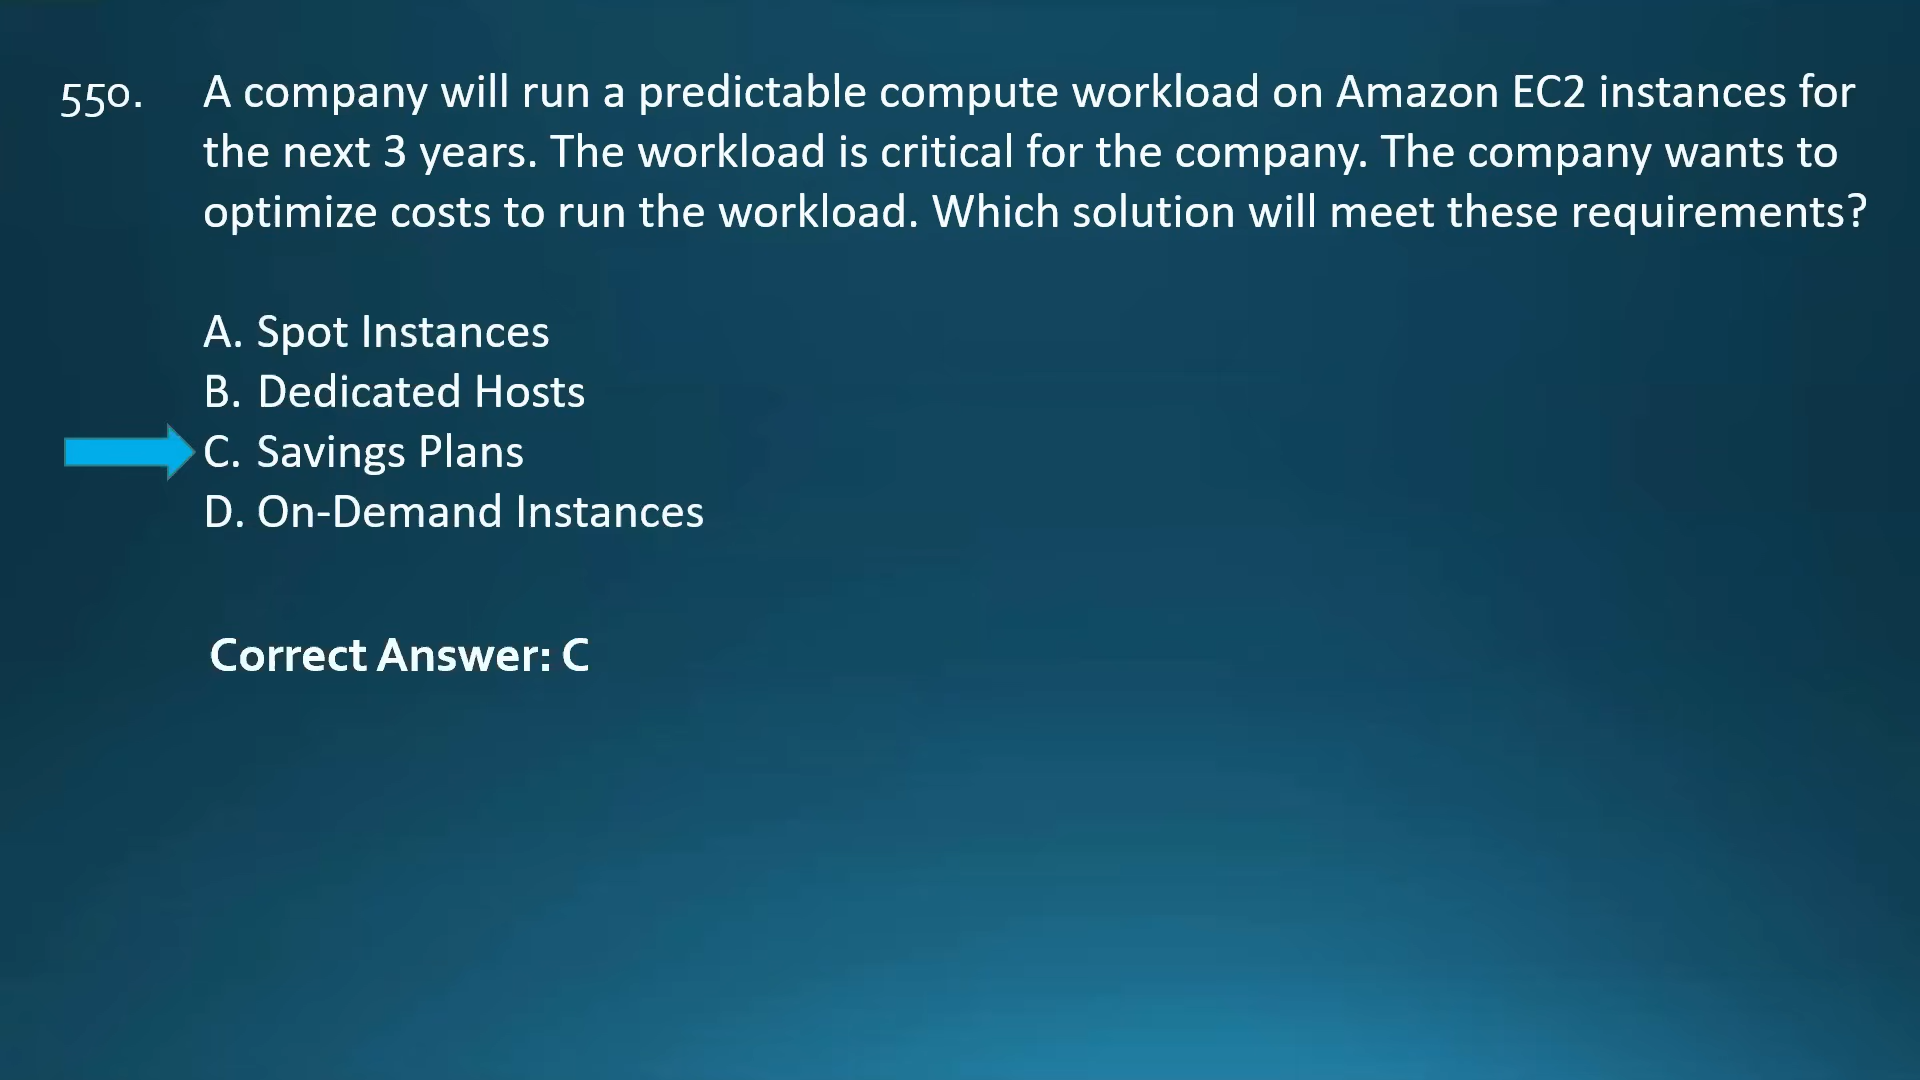 550. A company will run a predictable compute workload on Amazon EC2 instances for
the next 3 years. The workload is critical for the company. The company wants to
optimize costs to run the workload. Which solution will meet these requirements?
A. Spot Instances
B. Dedicated Hosts
C. Savings Plans
D. On-Demand Instances
Correct Answer: C